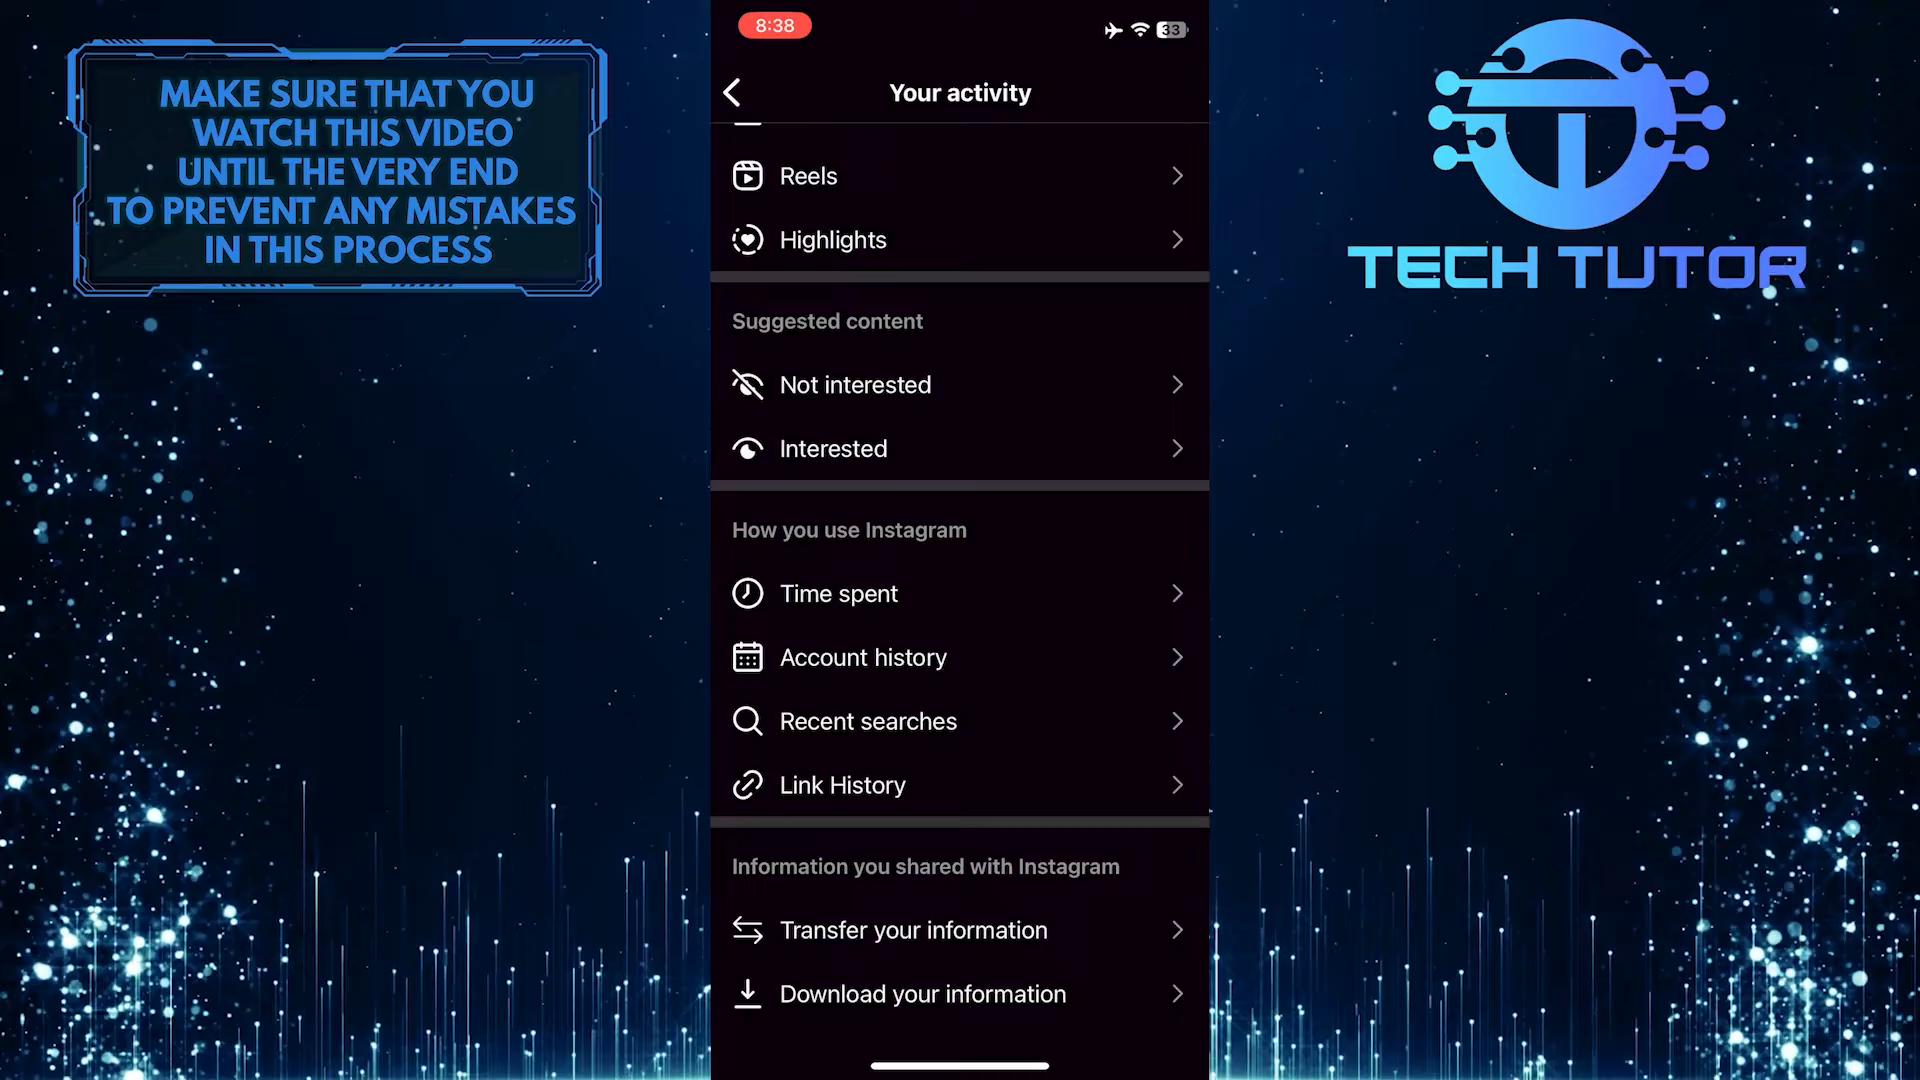 MAKE SURE THAT YOU
WATCH THIS VIDEO
UNTIL THE VERY END
TO PREVENT ANY MISTAKES
IN THIS PROCESS
8:38
33
Your activity
Reels
Highlights
Suggested content
Not interested
Interested
How you use Instagram
Time spent
Account history
Recent searches
Link History
Information you shared with Instagram
Transfer your information
Download your information
TECH TUTOR